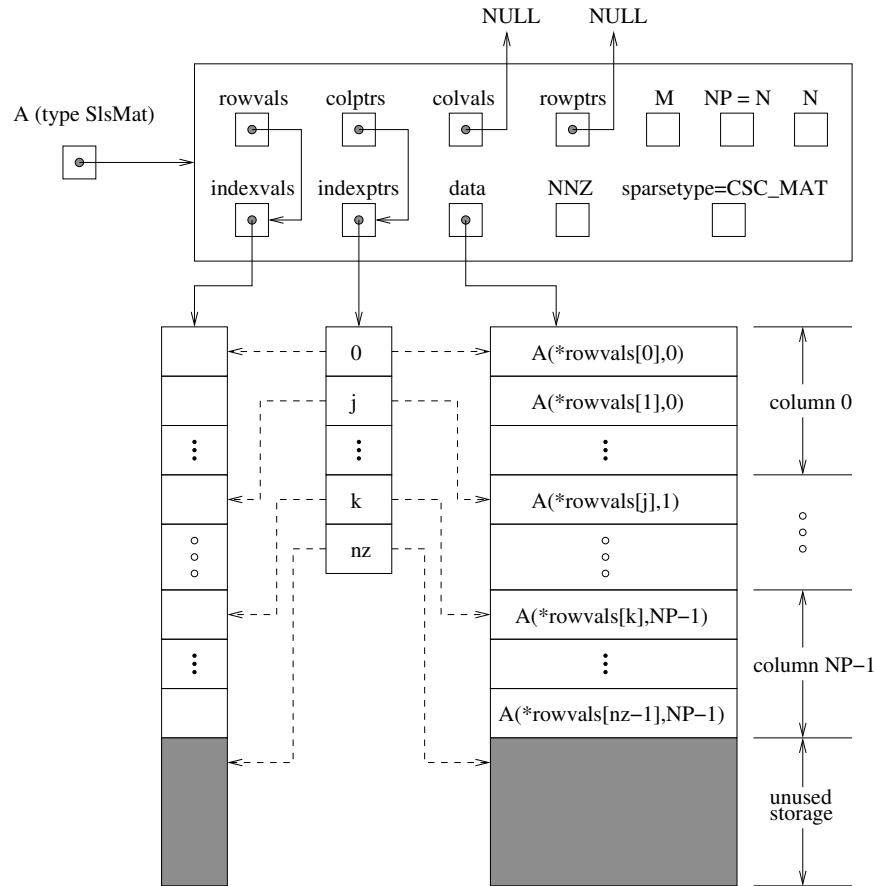 NULL NULL
A (type SlsMat)
rowvals colptrs colvals rowptrs M NP = N N
indexvals indexptrs data NNZ sparsetype=CSC_MAT
0 A(*rowvals[0],0)
j A(*rowvals[1],0) column 0
k A(*rowvals[j],1)
nz
A(*rowvals[k],NP−1)
column NP−1
A(*rowvals[nz−1],NP−1)
unused
storage